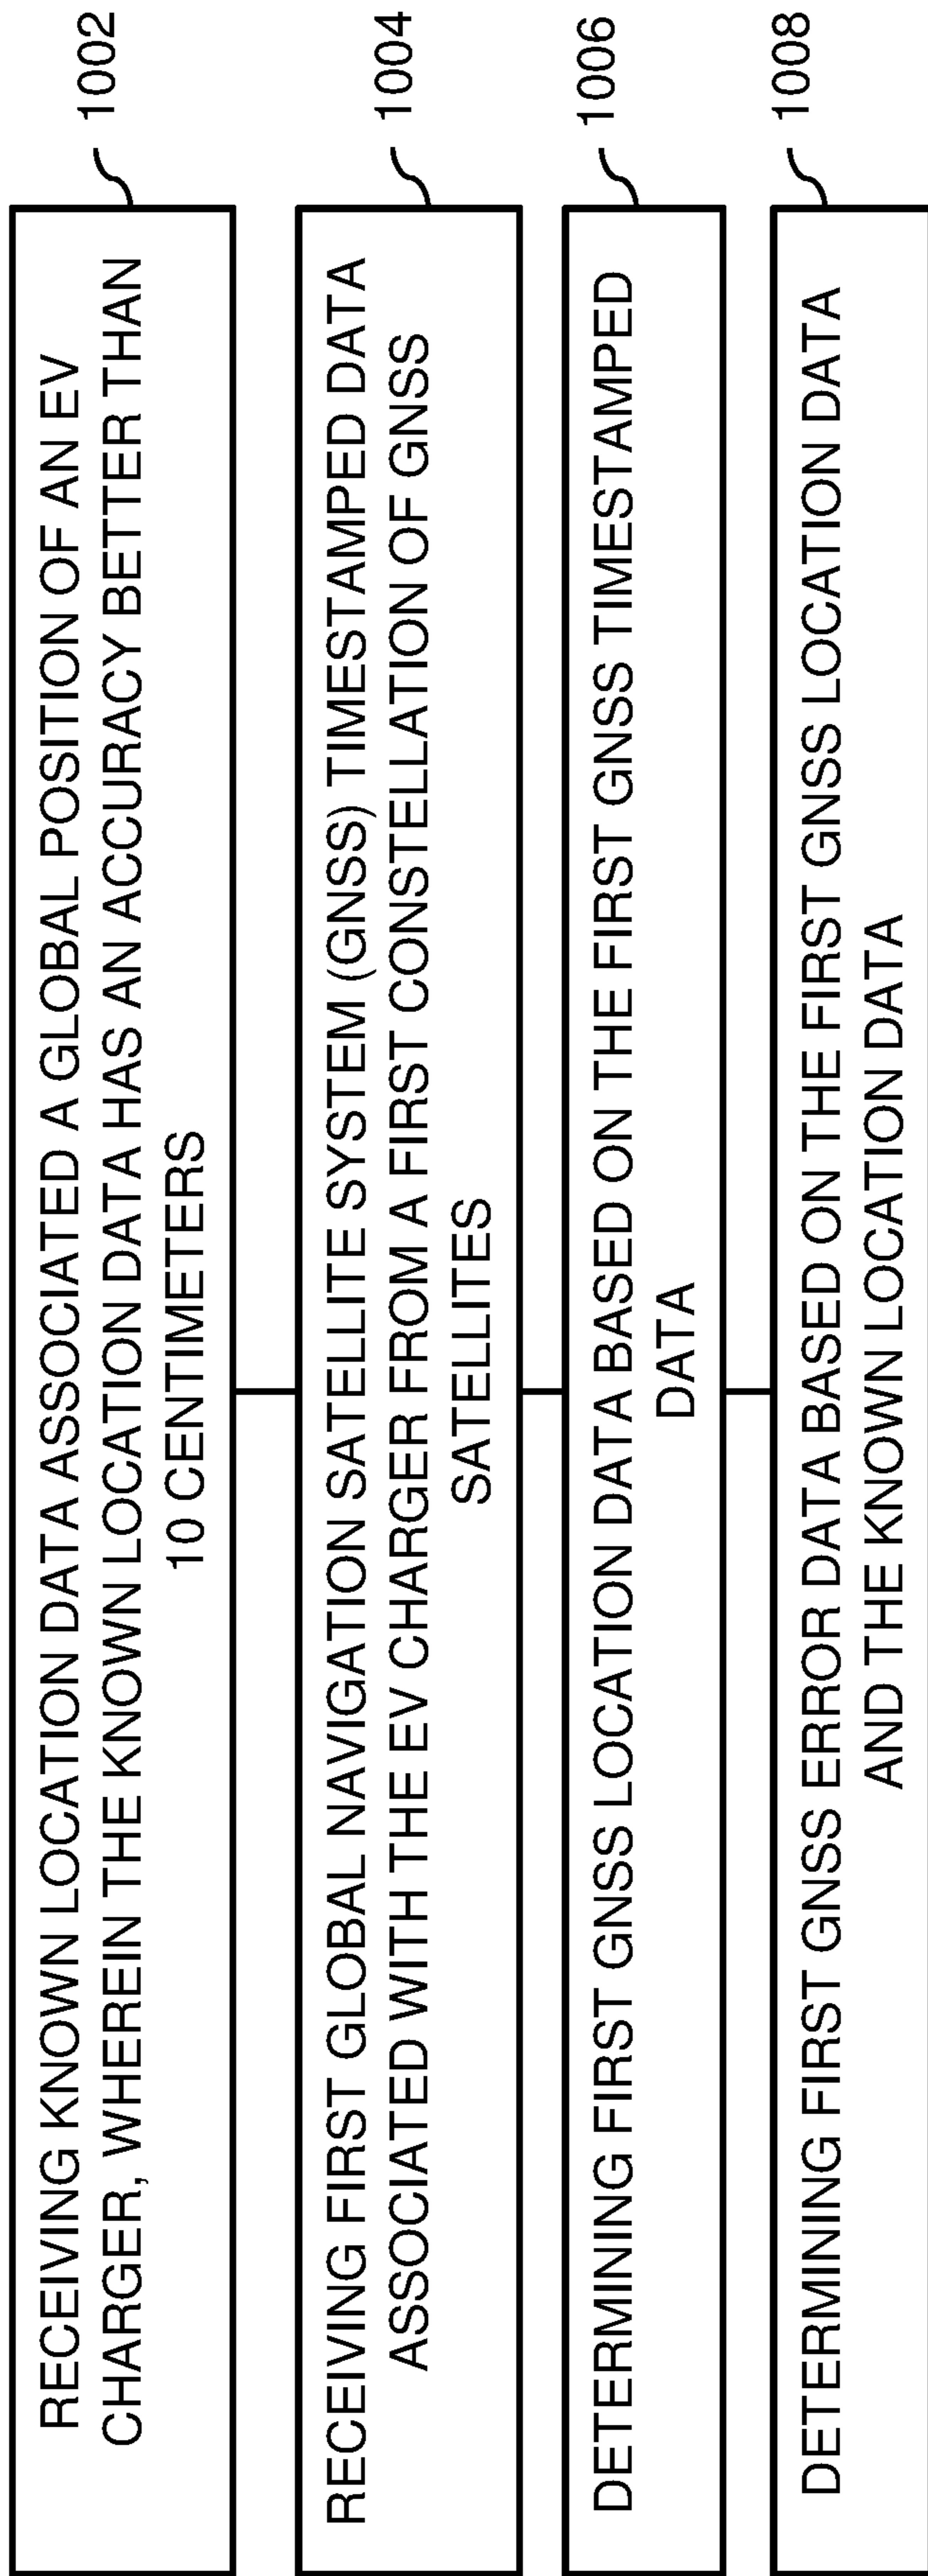 RECEIVING KNOWN LOCATION DATA ASSOCIATED A GLOBAL POSITION OF AN EV
CHARGER, WHEREIN THE KNOWN LOCATION DATA HAS AN ACCURACY BETTER THAN
10 CENTIMETERS
1002
RECEIVING FIRST GLOBAL NAVIGATION SATELLITE SYSTEM (GNSS) TIMESTAMPED DATA
ASSOCIATED WITH THE EV CHARGER FROM A FIRST CONSTELLATION OF GNSS
SATELLITES
1004
DETERMINING FIRST GNSS LOCATION DATA BASED ON THE FIRST GNSS TIMESTAMPED
DATA
1006
DETERMINING FIRST GNSS ERROR DATA BASED ON THE FIRST GNSS LOCATION DATA
AND THE KNOWN LOCATION DATA
1008